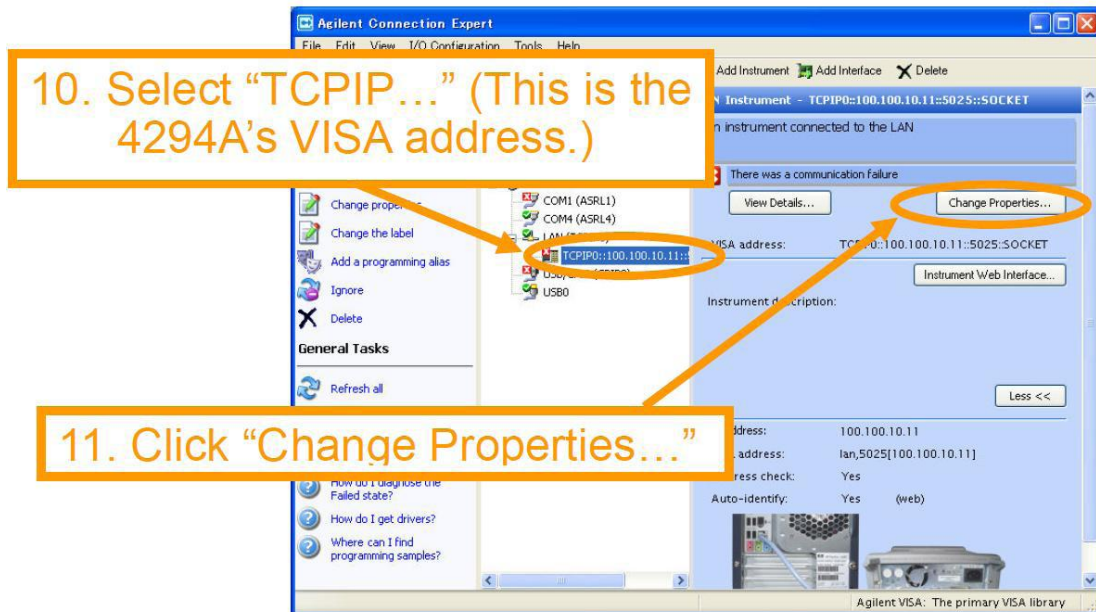 Agilent Connection Expert
File Edit View I/O Configuration Tools Help
10. Select “TCPIP…” (This is the
4294A’s VISA address.)
Add Instrument Add Interface Delete
Instrument - TCPIP0::100.100.10.11::5025::SOCKET
instrument connected to the LAN
There was a communication failure
View Details... Change Properties...
VISA address: TCPIP0::100.100.10.11::5025::SOCKET
Instrument Web Interface...
Instrument description:
Less <<
Change properties
Change the label
Add a programming alias
Ignore
Delete
General Tasks
Refresh all
COM1 (ASRL1)
COM4 (ASRL4)
LAN
TCPIP0::100.100.10.11::
USB0
11. Click “Change Properties…”
How do I diagnose the
Failed state?
How do I get drivers?
Where can I find
programming samples?
100.100.10.11
address: lan,5025[100.100.10.11]
check: Yes
Auto-identify: Yes (web)
Agilent VISA: The primary VISA library